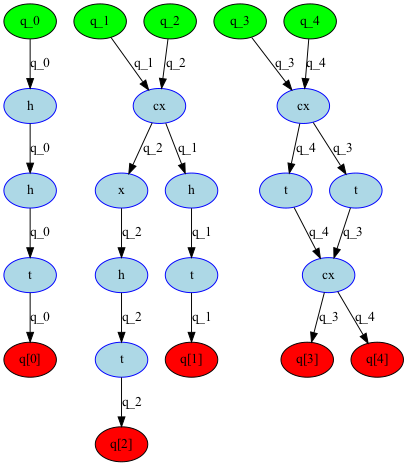 q_0 q_1 q_2 q_3 q_4
q_0 q_1 q_2 q_3 q_4
h cx cx
q_0 q_2 q_1 q_4 q_3
h x h t t
q_0 q_2 q_1 q_4 q_3
t h t cx
q_0 q_2 q_1 q_3 q_4
q[0] t q[1] q[3] q[4]
q_2
q[2]